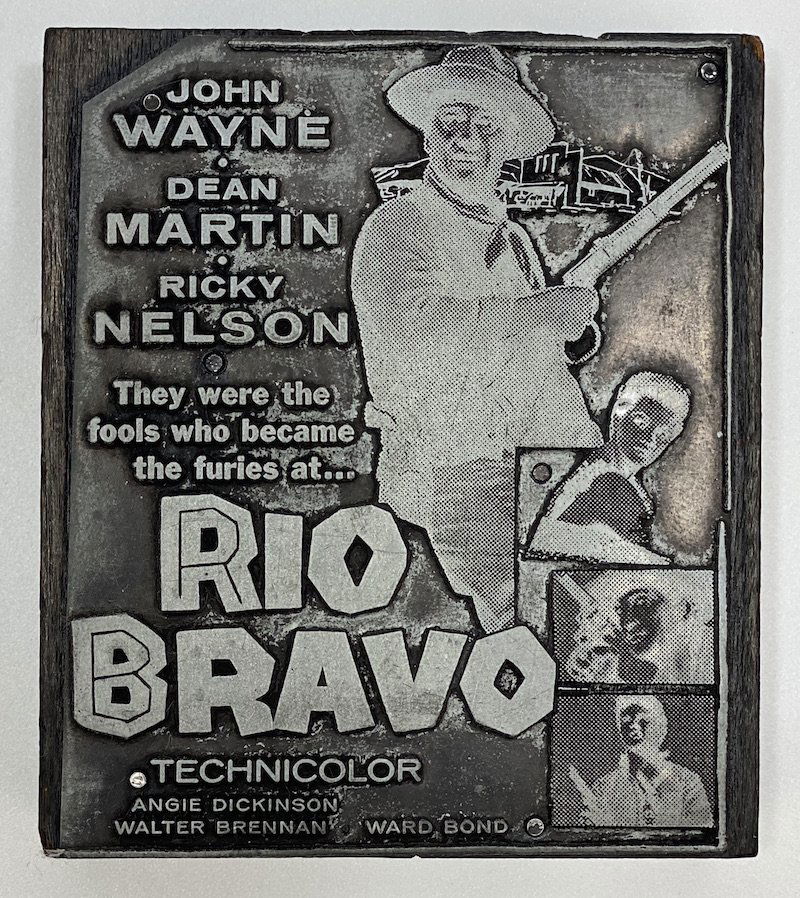 JOHN
WAYNE
DEAN
MARTIN
RICKY
NELSON
They were the
fools who became
the furies at...
RIO
BRAVO
TECHNICOLOR
ANGIE DICKINSON
WALTER BRENNAN • WARD BOND